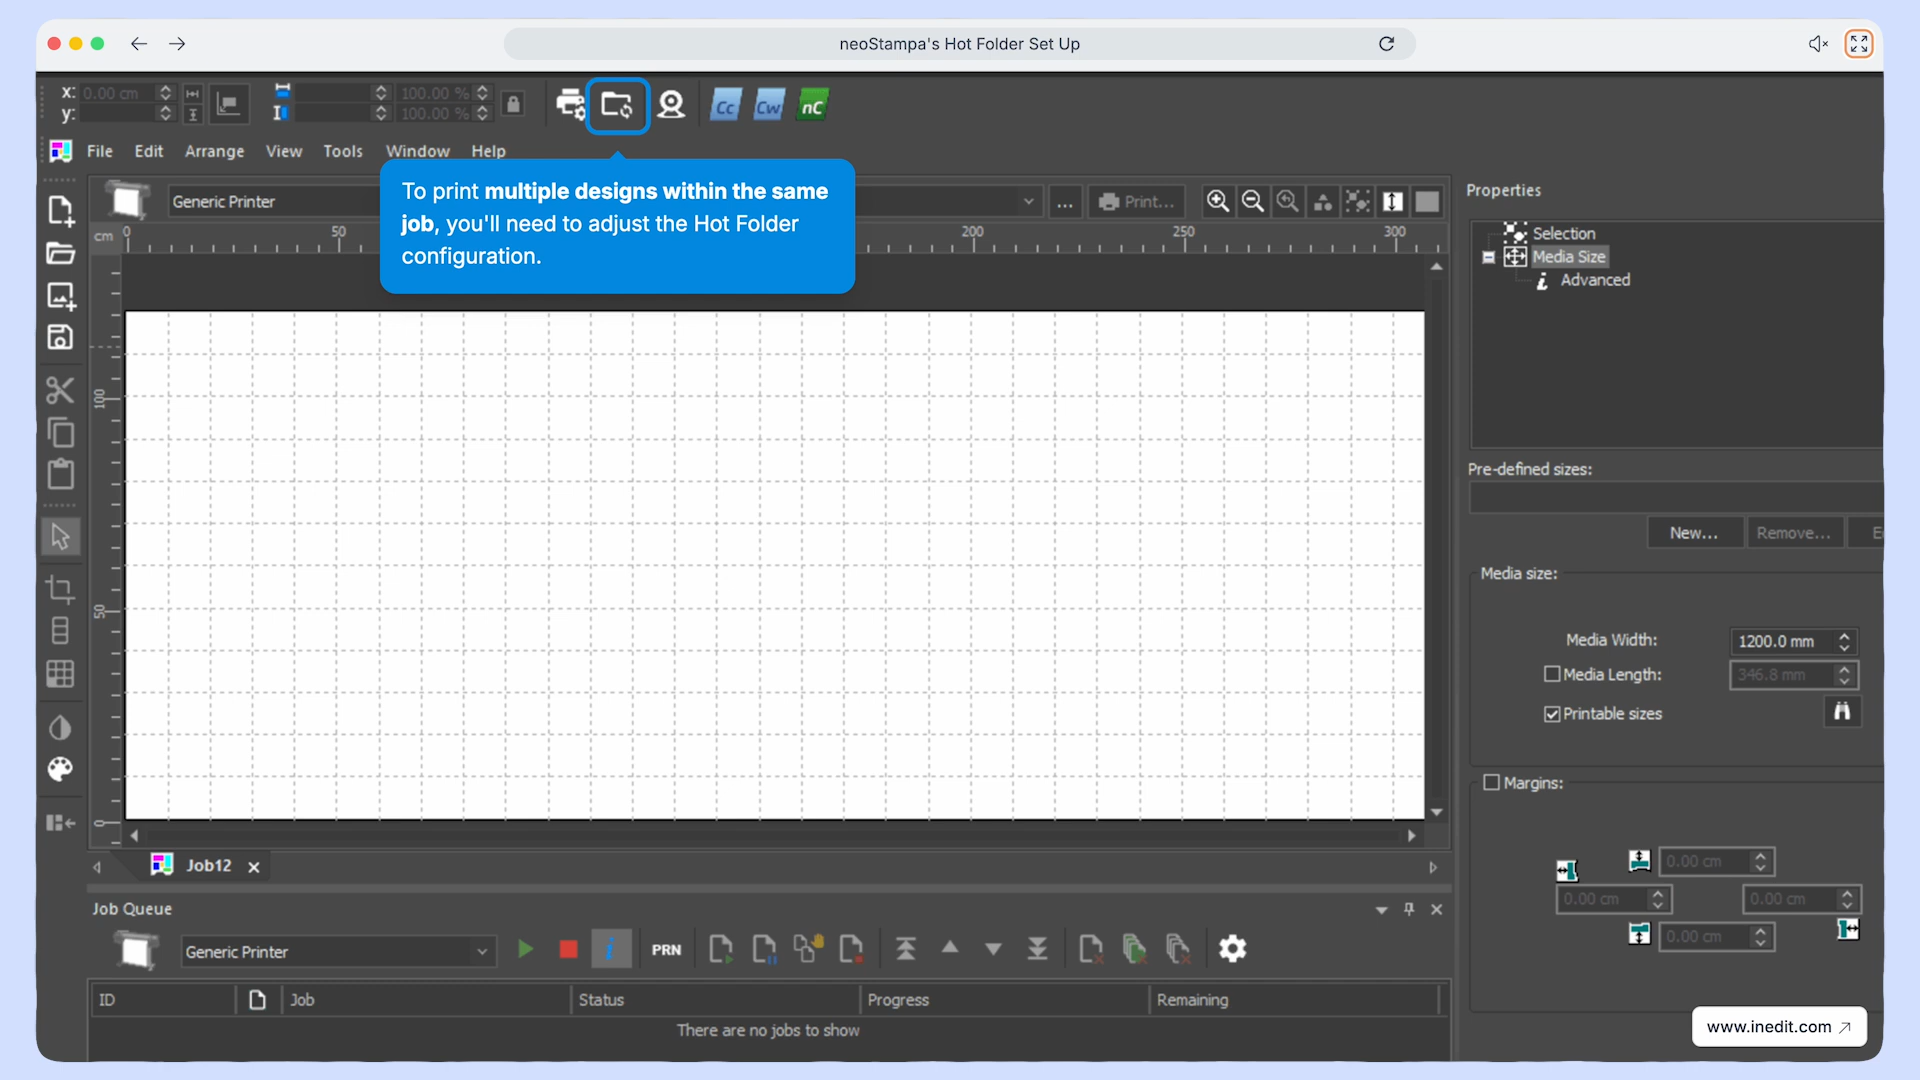 neoStampa's Hot Folder Set Up
x: 0.00 cm 100.00 %
y: 100.00 %
Cc Cw nC
File Edit Arrange View Tools Window Help
To print multiple designs within the same
job, you'll need to adjust the Hot Folder
configuration.
Generic Printer ... Print...
cm 0 50 200 250 300
100
50
0
Properties
Selection
Media Size
Advanced
Pre-defined sizes:
New... Remove...
Media size:
Media Width: 1200.0 mm
Media Length: 346.8 mm
Printable sizes
Margins:
0.00 cm
0.00 cm 0.00 cm
0.00 cm
Job12
Job Queue
Generic Printer PRN
ID Job Status Progress Remaining
There are no jobs to show
www.inedit.com